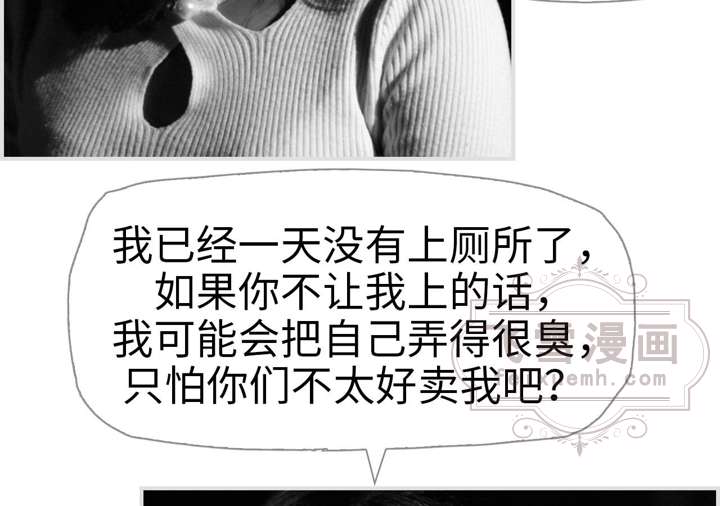 我已经一天没有上厕所了，
如果你不让我上的话，
我可能会把自己弄得很臭，
只怕你们不太好卖我吧？
漫画